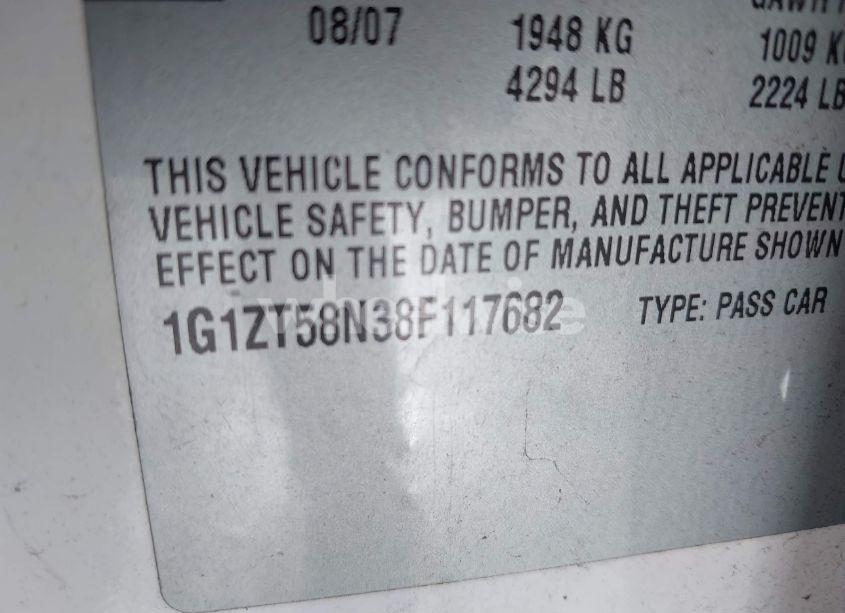 08/07 1948 KG 1009 K
4294 LB 2224 LB
THIS VEHICLE CONFORMS TO ALL APPLICABLE
VEHICLE SAFETY, BUMPER, AND THEFT PREVENT
EFFECT ON THE DATE OF MANUFACTURE SHOWN
1G1ZT58N38F117682 TYPE: PASS CAR